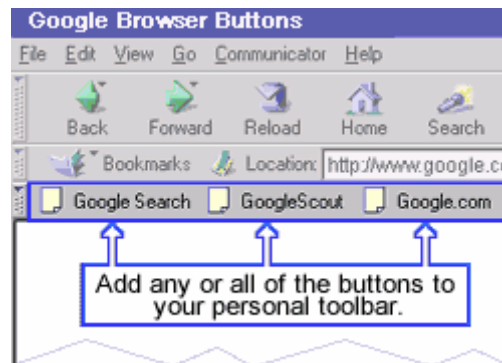 Google Browser Buttons
File Edit View Go Communicator Help
Back Forward Reload Home Search
Bookmarks Location: http://www.google.co
Google Search GoogleScout Google.com
Add any or all of the buttons to
your personal toolbar.